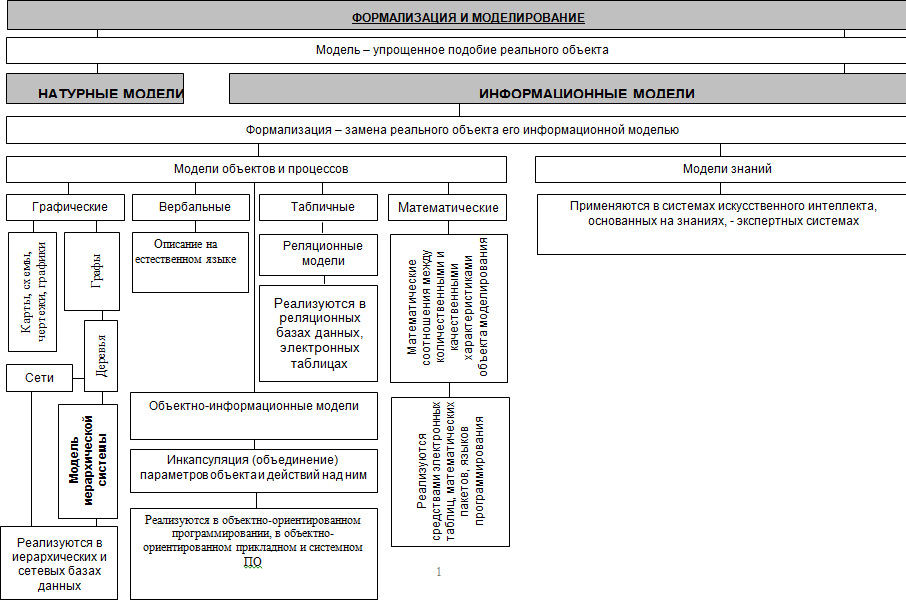 ФОРМАЛИЗАЦИЯ И МОДЕЛИРОВАНИЕ
Модель – упрощенное подобие реального объекта
НАТУРНЫЕ МОДЕЛИ
ИНФОРМАЦИОННЫЕ МОДЕЛИ
Формализация – замена реального объекта его информационной моделью
Модели объектов и процессов
Модели знаний
Графические
Вербальные
Табличные
Математические
Применяются в системах искусственного интеллекта,
основанных на знаниях, - экспертных системах
Карты, схемы,
чертежи, графики
Графы
Описание на
естественном языке
Реляционные
модели
Математические
соотношения между
количественными и
качественными
характеристиками
объекта моделирования
Реализуются в
реляционных
базах данных,
электронных
таблицах
Деревья
Сети
Модель
иерархической
системы
Объектно-информационные модели
Реализуются
средствами электронных
таблиц, математических
пакетов, языков
программирования
Инкапсуляция (объединение)
параметров объекта и действий над ним
Реализуются в объектно-ориентированном
программировании, в объектно-
ориентированном прикладном и системном
ПО
Реализуются в
иерархических и
сетевых базах
данных
1